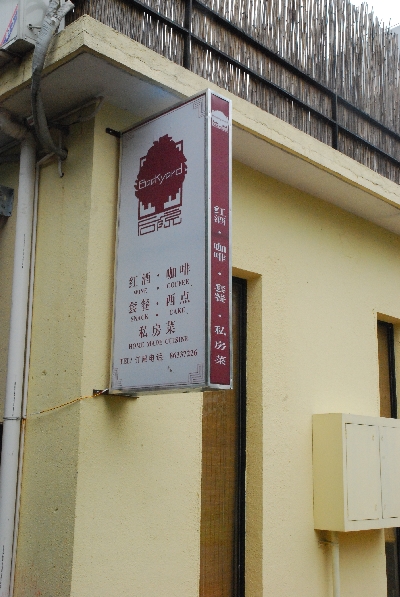 BacKyard
后院
红酒 · 咖啡
WINE · COFFEE
套餐 · 西点
SNACK · CAKE
私房菜
HOME MADE CUISINE
红酒 · 咖啡 · 套餐 · 私房菜